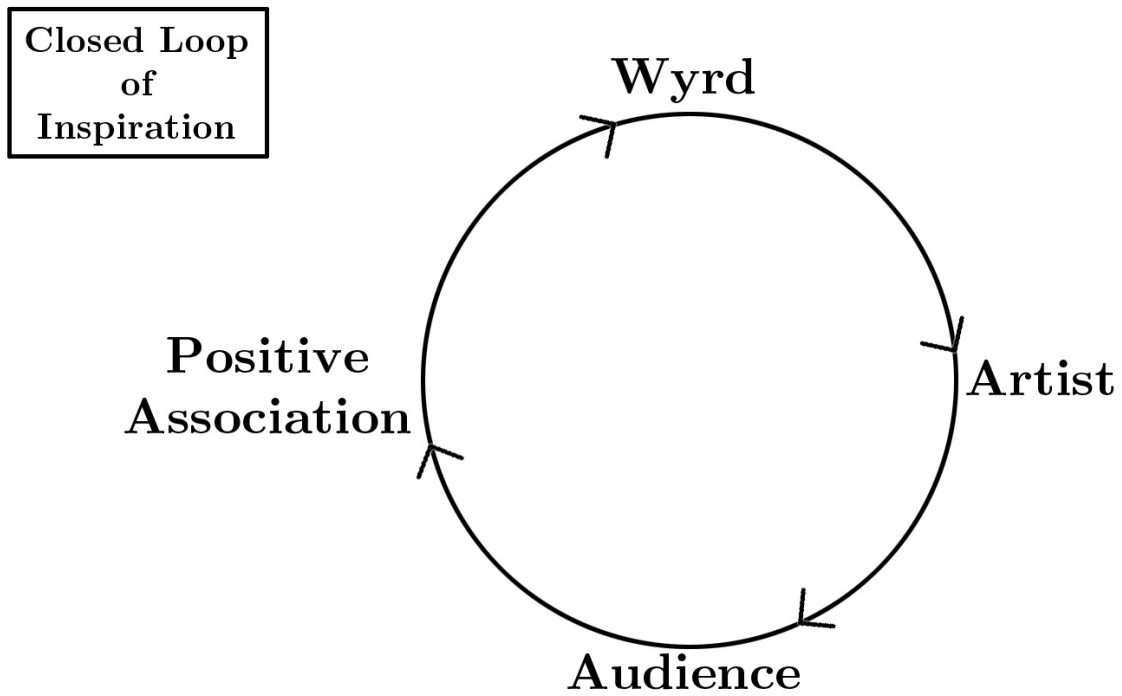 Closed Loop
of
Inspiration
Wyrd
Positive
Association
Artist
Audience